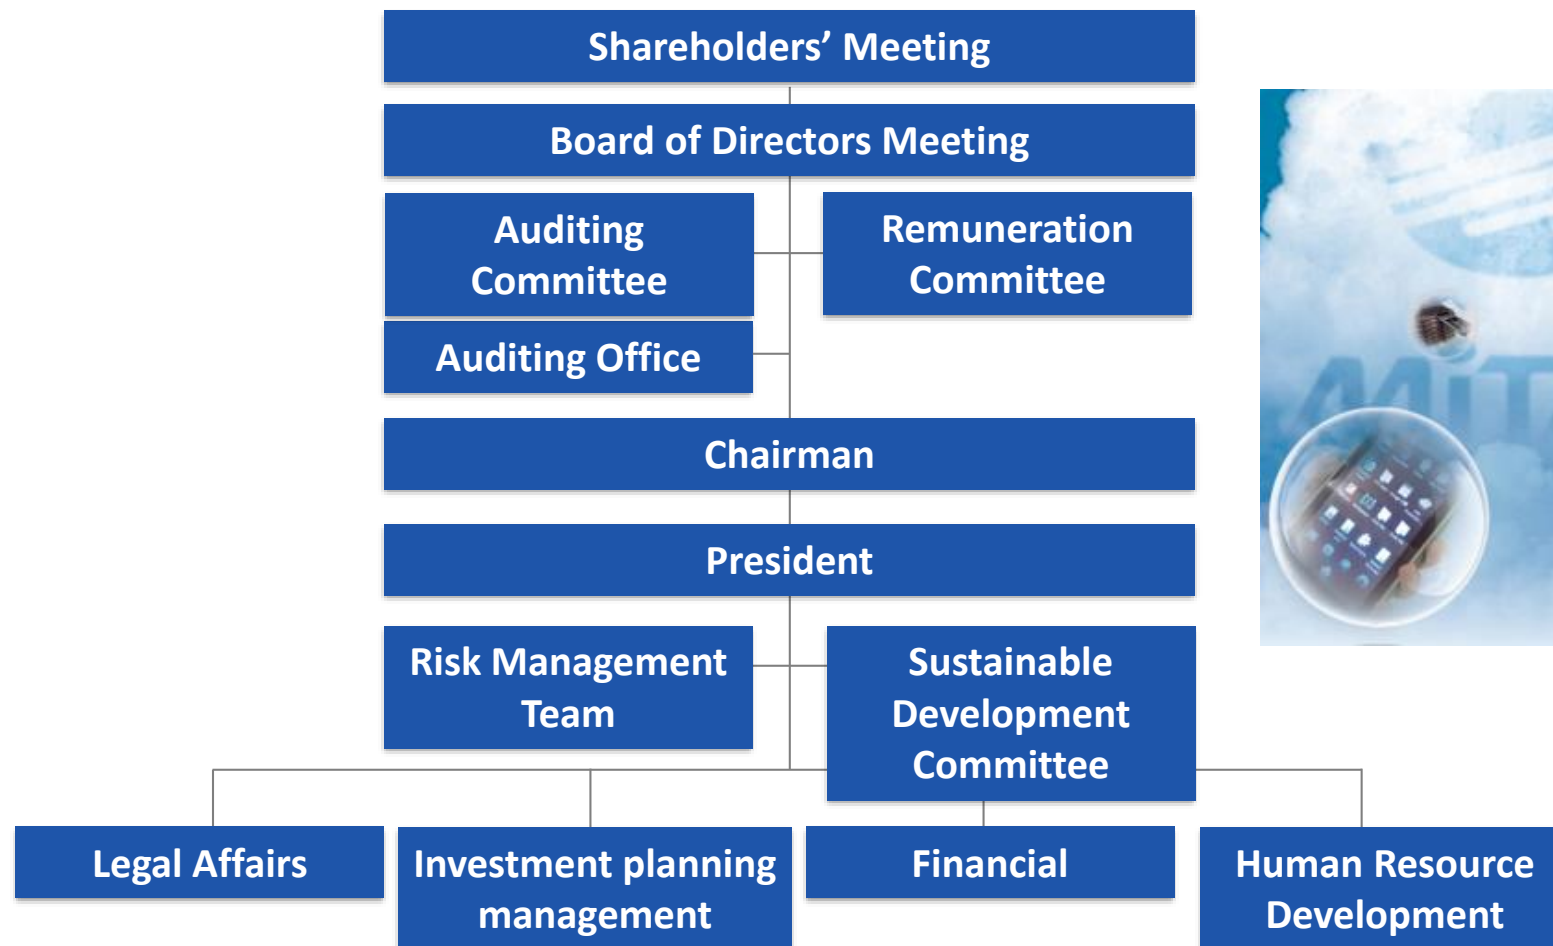 Shareholders’ Meeting
Board of Directors Meeting
Auditing
Committee
Remuneration
Committee
Auditing Office
Chairman
President
Risk Management
Team
Sustainable
Development
Committee
Legal Affairs
Investment planning
management
Financial
Human Resource
Development
MiT